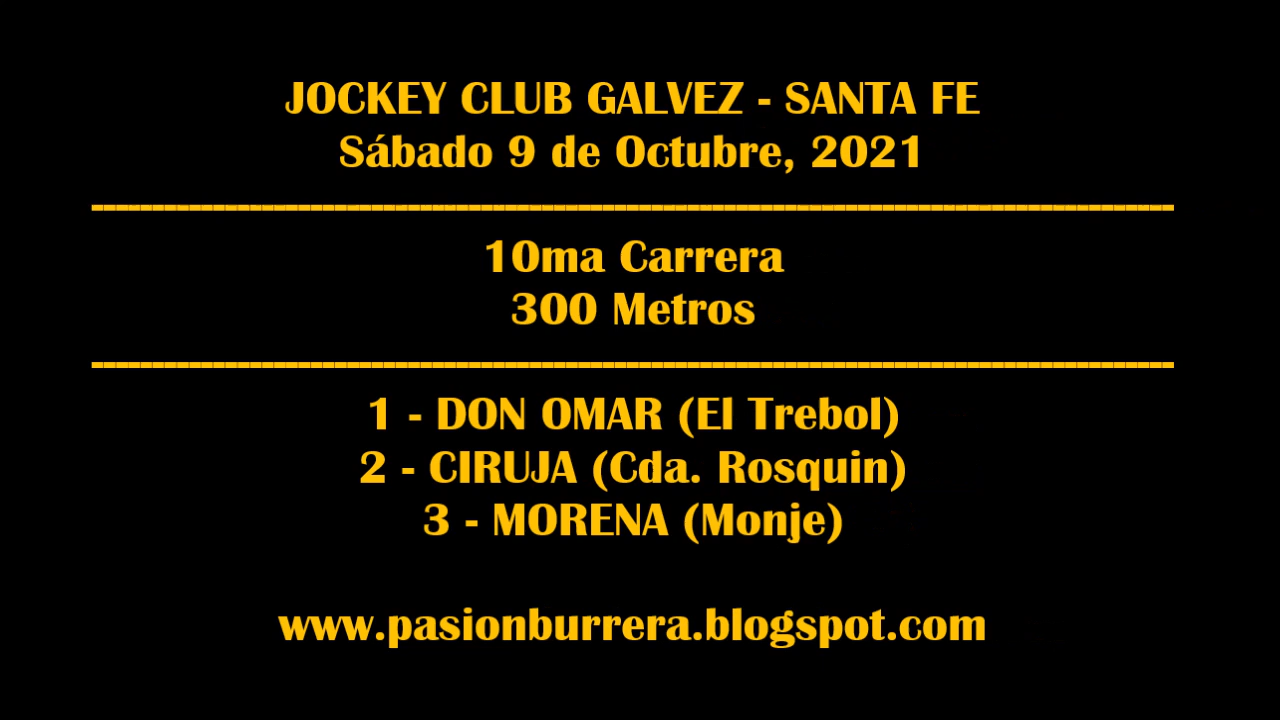 JOCKEY CLUB GALVEZ - SANTA FE
Sábado 9 de Octubre, 2021
10ma Carrera
300 Metros
1 - DON OMAR (El Trebol)
2 - CIRUJA (Cda. Rosquin)
3 - MORENA (Monje)
www.pasionburrera.blogspot.com